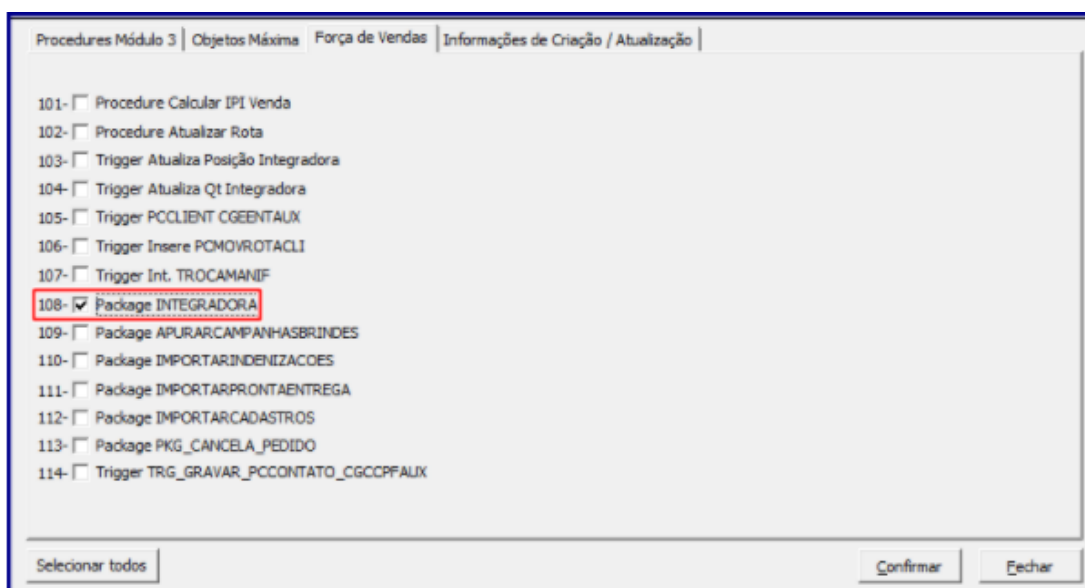 Procedures Módulo 3 Objetos Máxima Força de Vendas Informações de Criação / Atualização
101- Procedure Calcular IPI Venda
102- Procedure Atualizar Rota
103- Trigger Atualiza Posição Integradora
104- Trigger Atualiza Qt Integradora
105- Trigger PCCLIENT CGEENTAUX
106- Trigger Insere PCMOVROTACLI
107- Trigger Int. TROCAMANIF
108- Package INTEGRADORA
109- Package APURARCAMPANHASBRINDES
110- Package IMPORTARINDENIZACOES
111- Package IMPORTARPRONTAENTREGA
112- Package IMPORTARCADASTROS
113- Package PKG_CANCELA_PEDIDO
114- Trigger TRG_GRAVAR_PCCONTATO_CGCCPFAUX
Selecionar todos Confirmar Fechar